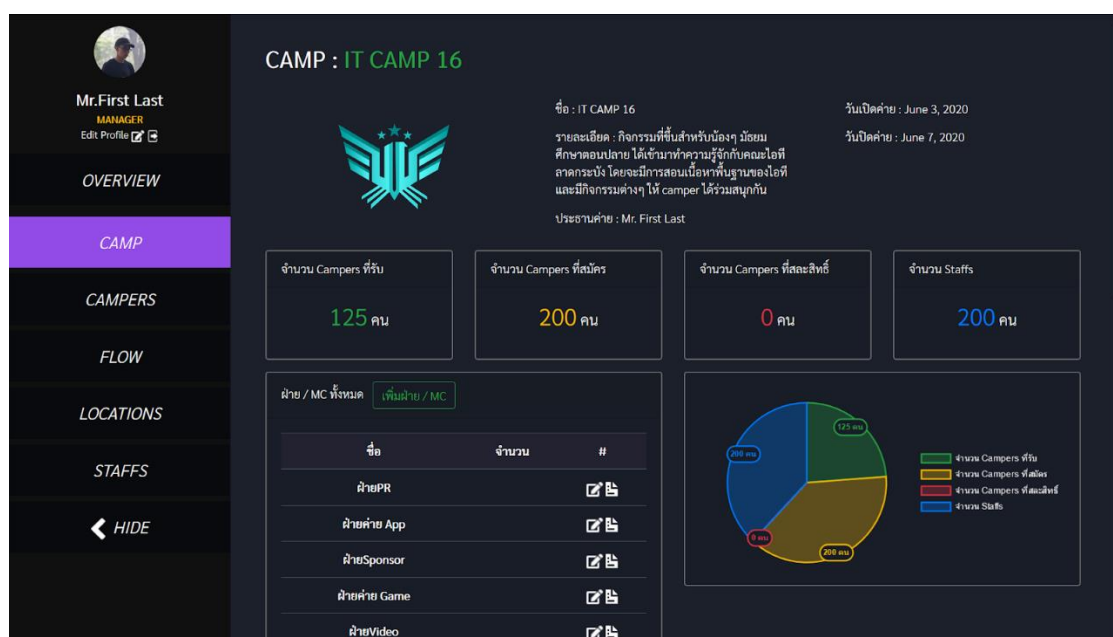 Mr.First Last
MANAGER
Edit Profile
OVERVIEW
CAMP
CAMPERS
FLOW
LOCATIONS
STAFFS
HIDE
CAMP : IT CAMP 16
ชื่อ : IT CAMP 16
รายละเอียด : กิจกรรมที่ขึ้นสำหรับน้องๆ มัธยม
ศึกษาตอนปลาย ได้เข้ามาทำความรู้จักกับคณะไอที
ลาดกระบัง โดยจะมีการสอนเนื้อหาพื้นฐานของไอที
และมีกิจกรรมต่างๆ ให้ camper ได้ร่วมสนุกกัน
ประธานค่าย : Mr. First Last
วันเปิดค่าย : June 3, 2020
วันปิดค่าย : June 7, 2020
จำนวน Campers ที่รับ
125 คน
จำนวน Campers ที่สมัคร
200 คน
จำนวน Campers ที่สละสิทธิ์
0 คน
จำนวน Staffs
200 คน
ฝ่าย / MC ทั้งหมด
เพิ่มฝ่าย / MC
ชื่อ จำนวน #
ฝ่ายPR
ฝ่ายค่าย App
ฝ่ายSponsor
ฝ่ายค่าย Game
ฝ่ายVideo
125 คน
200 คน
0 คน
200 คน
จำนวน Campers ที่รับ
จำนวน Campers ที่สมัคร
จำนวน Campers ที่สละสิทธิ์
จำนวน Staffs